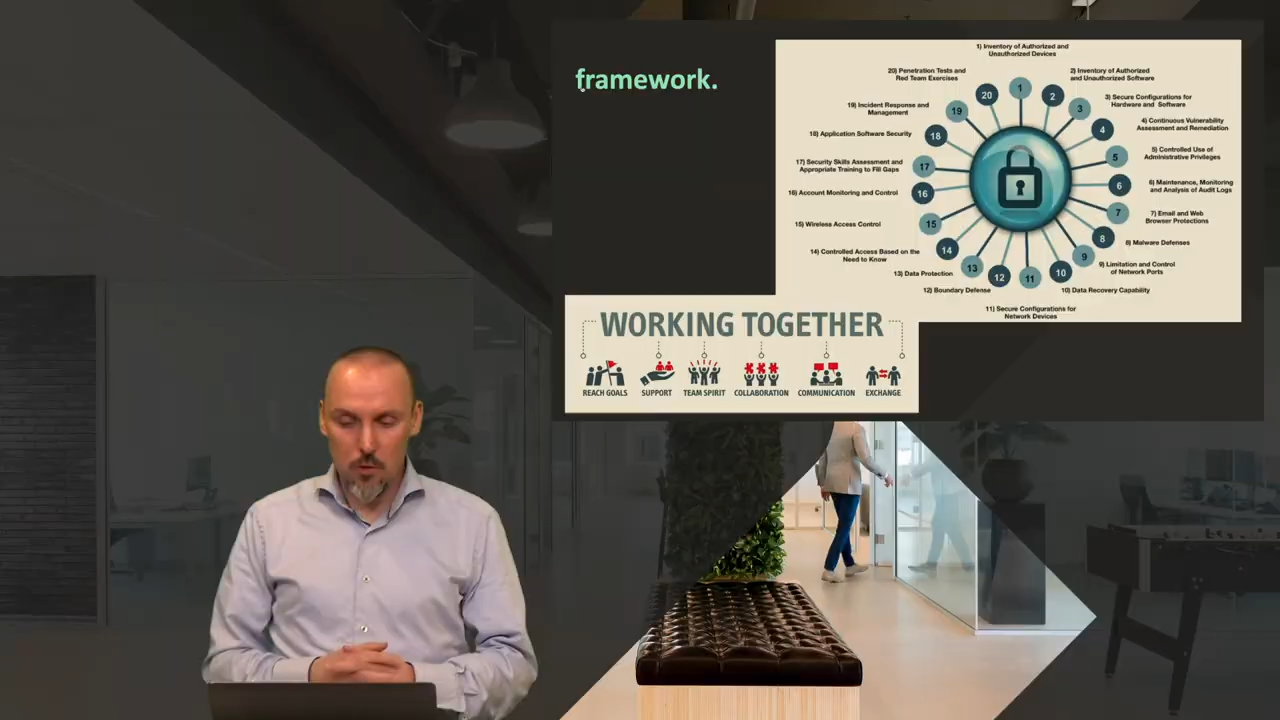 framework.
1) Inventory of Authorized and
Unauthorized Devices
2) Inventory of Authorized
and Unauthorized Software
3) Secure Configurations for
Hardware and Software
4) Continuous Vulnerability
Assessment and Remediation
5) Controlled Use of
Administrative Privileges
6) Maintenance, Monitoring
and Analysis of Audit Logs
7) Email and Web
Browser Protections
8) Malware Defenses
9) Limitation and Control
of Network Ports
10) Data Recovery Capability
11) Secure Configurations for
Network Devices
12) Boundary Defense
13) Data Protection
14) Controlled Access Based on the
Need to Know
15) Wireless Access Control
16) Account Monitoring and Control
17) Security Skills Assessment and
Appropriate Training to Fill Gaps
18) Application Software Security
19) Incident Response and
Management
20) Penetration Tests and
Red Team Exercises
1
2
3
4
5
6
7
8
9
10
11
12
13
14
15
16
17
18
19
20
WORKING TOGETHER
REACH GOALS
SUPPORT
TEAM SPIRIT
COLLABORATION
COMMUNICATION
EXCHANGE